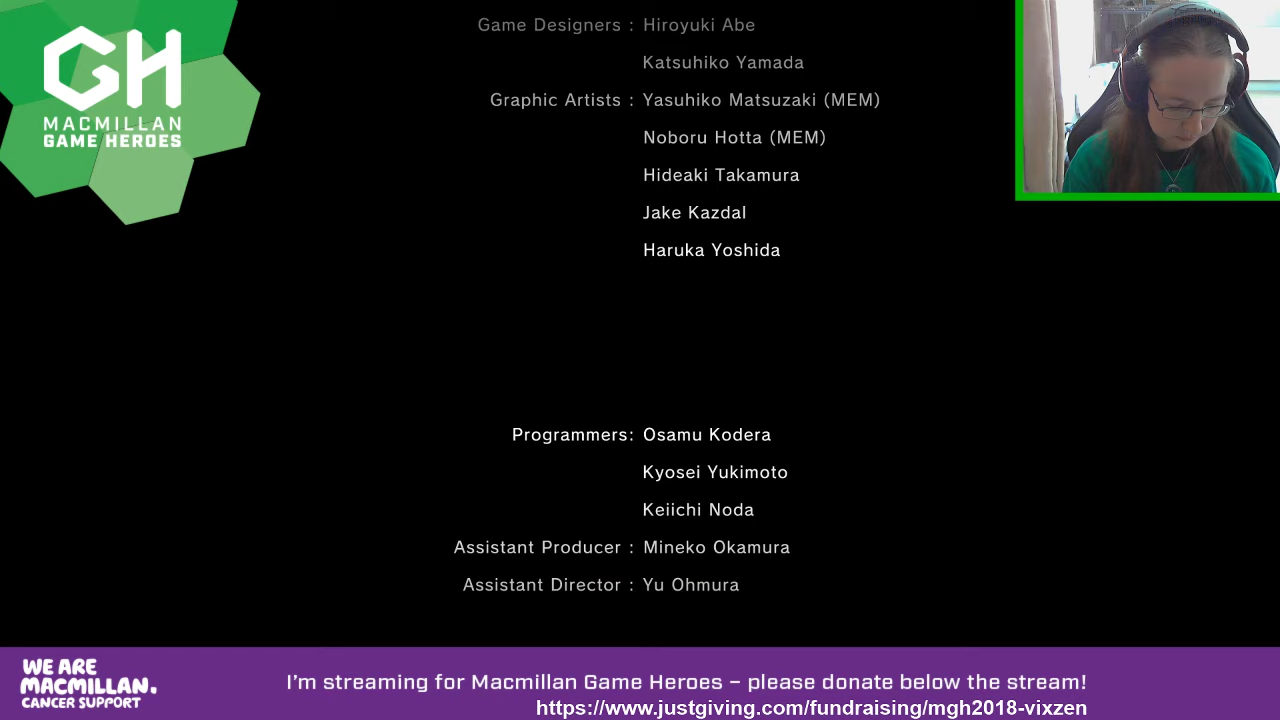 GH
MACMILLAN
GAME HEROES
Game Designers : Hiroyuki Abe
Katsuhiko Yamada
Graphic Artists : Yasuhiko Matsuzaki (MEM)
Noboru Hotta (MEM)
Hideaki Takamura
Jake Kazdal
Haruka Yoshida
Programmers: Osamu Kodera
Kyosei Yukimoto
Keiichi Noda
Assistant Producer : Mineko Okamura
Assistant Director : Yu Ohmura
WE ARE
MACMILLAN.
CANCER SUPPORT
I'm streaming for Macmillan Game Heroes – please donate below the stream!
https://www.justgiving.com/fundraising/mgh2018-vixzen